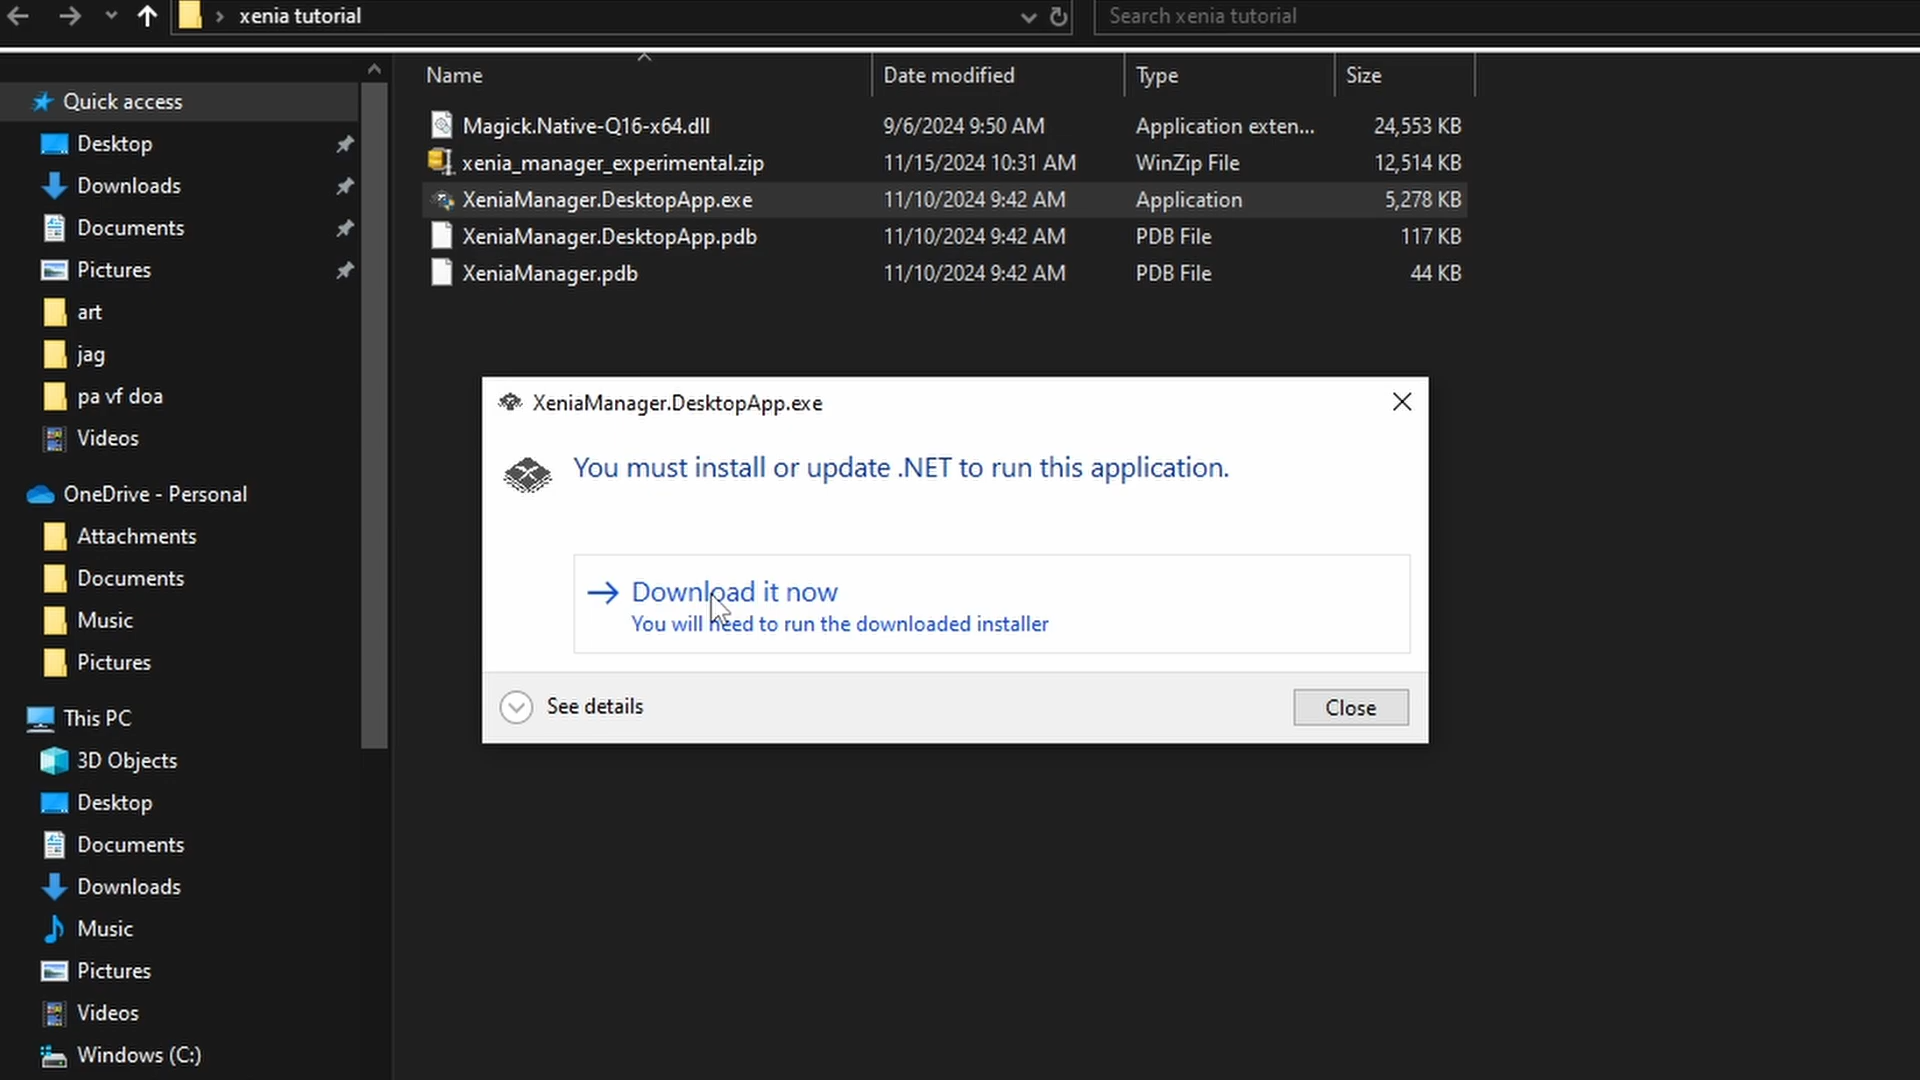 xenia tutorial
Search xenia tutorial
Name Date modified Type Size
Magick.Native-Q16-x64.dll 9/6/2024 9:50 AM Application exten... 24,553 KB
xenia_manager_experimental.zip 11/15/2024 10:31 AM WinZip File 12,514 KB
XeniaManager.DesktopApp.exe 11/10/2024 9:42 AM Application 5,278 KB
XeniaManager.DesktopApp.pdb 11/10/2024 9:42 AM PDB File 117 KB
XeniaManager.pdb 11/10/2024 9:42 AM PDB File 44 KB
Quick access
Desktop
Downloads
Documents
Pictures
art
jag
pa vf doa
Videos
OneDrive - Personal
Attachments
Documents
Music
Pictures
This PC
3D Objects
Desktop
Documents
Downloads
Music
Pictures
Videos
Windows (C:)
XeniaManager.DesktopApp.exe
You must install or update .NET to run this application.
Download it now
You will need to run the downloaded installer
See details
Close